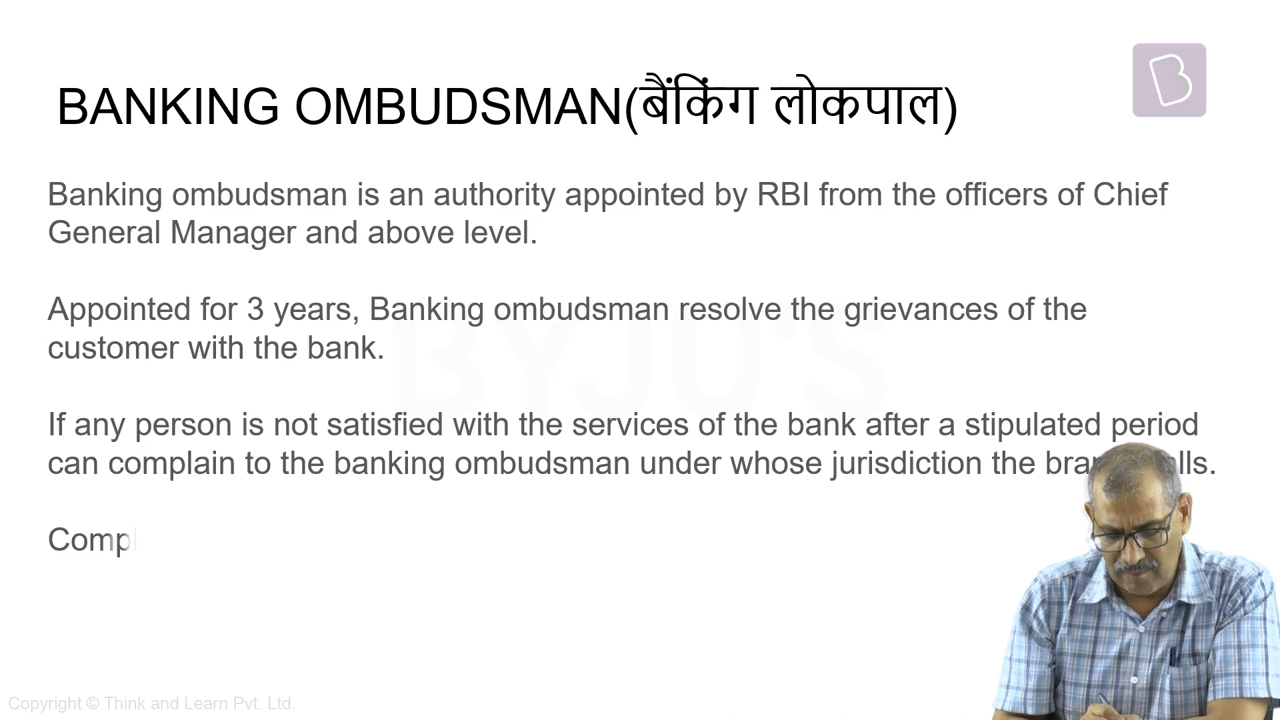 BANKING OMBUDSMAN(बैंकिंग लोकपाल)
Banking ombudsman is an authority appointed by RBI from the officers of Chief
General Manager and above level.
Appointed for 3 years, Banking ombudsman resolve the grievances of the
customer with the bank.
BYJU'S
If any person is not satisfied with the services of the bank after a stipulated period
can complain to the banking ombudsman under whose jurisdiction the
Compl
Copyright © Think and Learn Pvt. Ltd.